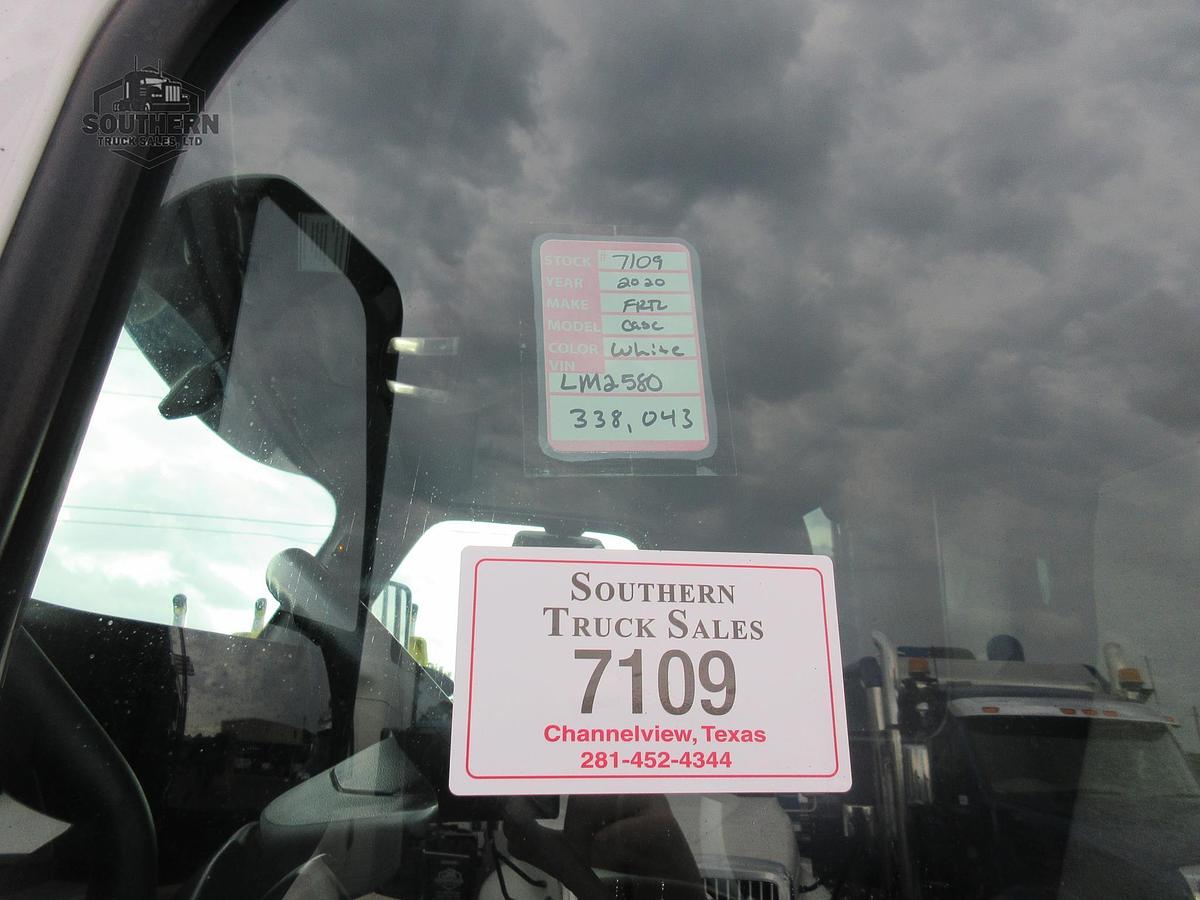 SOUTHERN
TRUCK SALES, LTD
STOCK # 7109
YEAR 2020
MAKE FRTL
MODEL CASC
COLOR White
VIN
LM2580
338,043
SOUTHERN
TRUCK SALES
7109
Channelview, Texas
281-452-4344